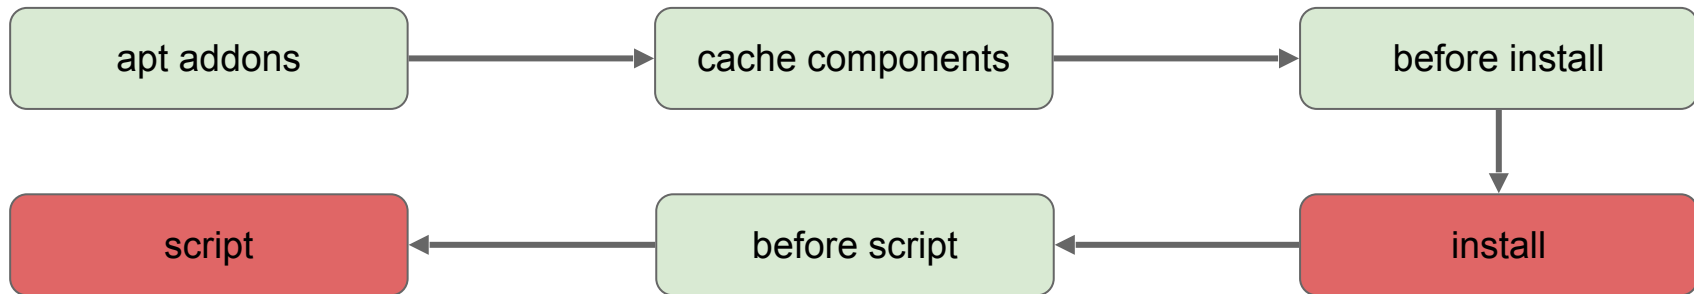 apt addons
cache components
before install
install
before script
script